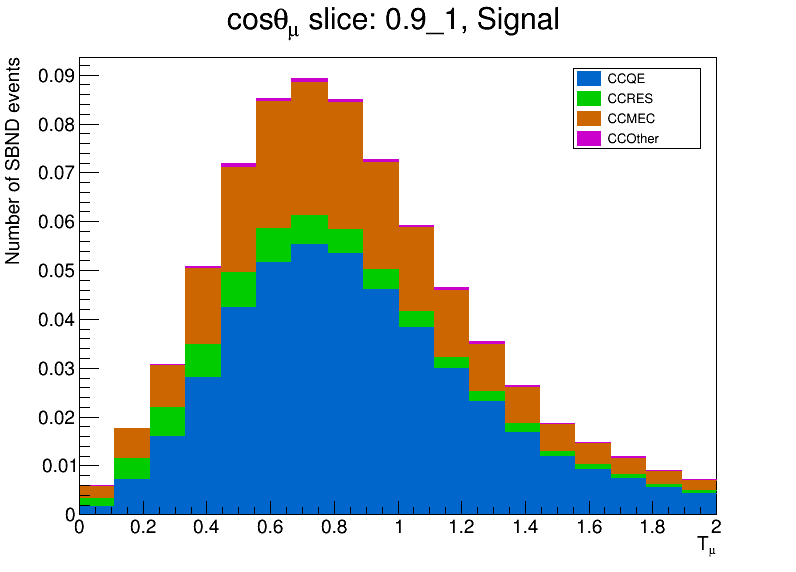 cosθμ slice: 0.9_1, Signal
Number of SBND events
0.09
0.08
0.07
0.06
0.05
0.04
0.03
0.02
0.01
0
CCQE
CCRES
CCMEC
CCOther
0 0.2 0.4 0.6 0.8 1 1.2 1.4 1.6 1.8 2
Tμ